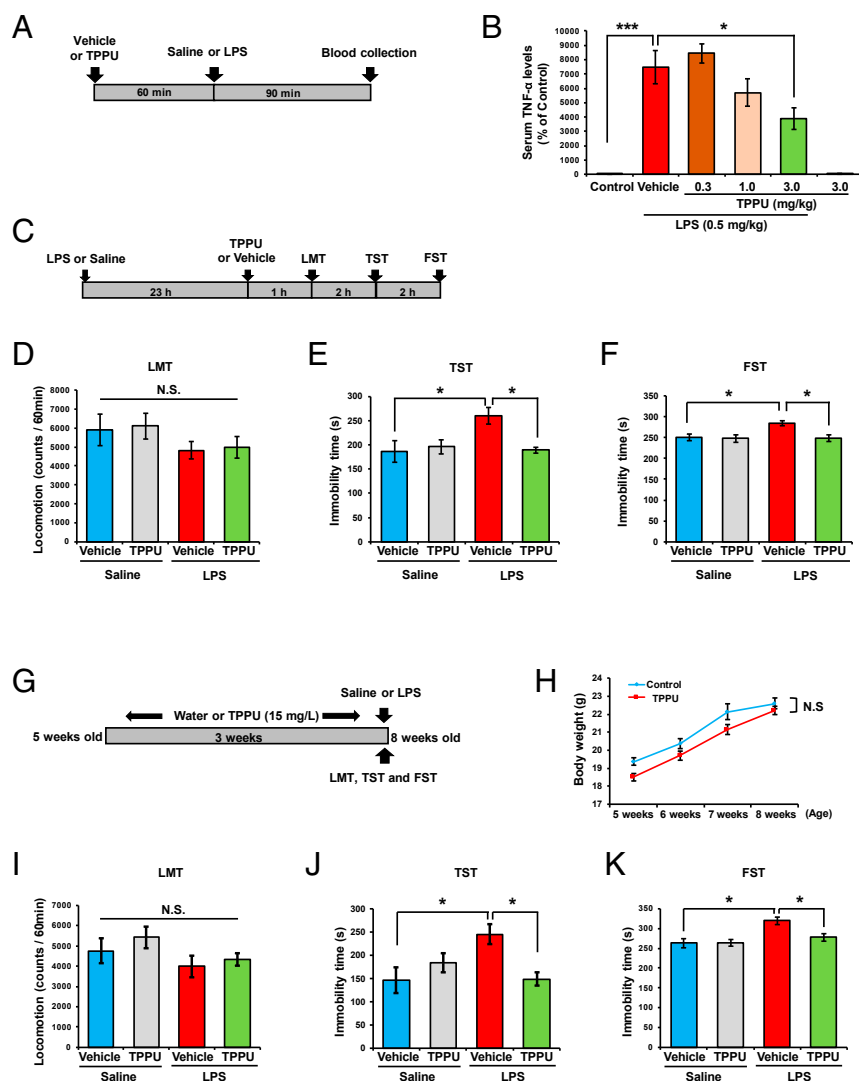 A
Vehicle
or TPPU
Saline or LPS
Blood collection
60 min
90 min
B
Serum TNF-α levels
(% of Control)
10000
9000
8000
7000
6000
5000
4000
3000
2000
1000
0
***
*
Control Vehicle 0.3 1.0 3.0 3.0
TPPU (mg/kg)
LPS (0.5 mg/kg)
C
LPS or Saline
TPPU
or Vehicle
LMT
TST
FST
23 h
1 h
2 h
2 h
D
LMT
Locomotion (counts / 60min)
8000
7000
6000
5000
4000
3000
2000
1000
0
N.S.
Vehicle TPPU Vehicle TPPU
Saline LPS
E
TST
Immobility time (s)
300
250
200
150
100
50
0
* *
Vehicle TPPU Vehicle TPPU
Saline LPS
F
FST
Immobility time (s)
350
300
250
200
150
100
50
0
* *
Vehicle TPPU Vehicle TPPU
Saline LPS
G
Saline or LPS
Water or TPPU (15 mg/L)
5 weeks old
3 weeks
8 weeks old
LMT, TST and FST
H
Body weight (g)
24
23
22
21
20
19
18
17
Control
TPPU
N.S
5 weeks 6 weeks 7 weeks 8 weeks (Age)
I
LMT
Locomotion (counts / 60min)
7000
6000
5000
4000
3000
2000
1000
0
N.S.
Vehicle TPPU Vehicle TPPU
Saline LPS
J
TST
Immobility time (s)
300
250
200
150
100
50
0
* *
Vehicle TPPU Vehicle TPPU
Saline LPS
K
FST
Immobility time (s)
350
300
250
200
150
100
50
0
* *
Vehicle TPPU Vehicle TPPU
Saline LPS